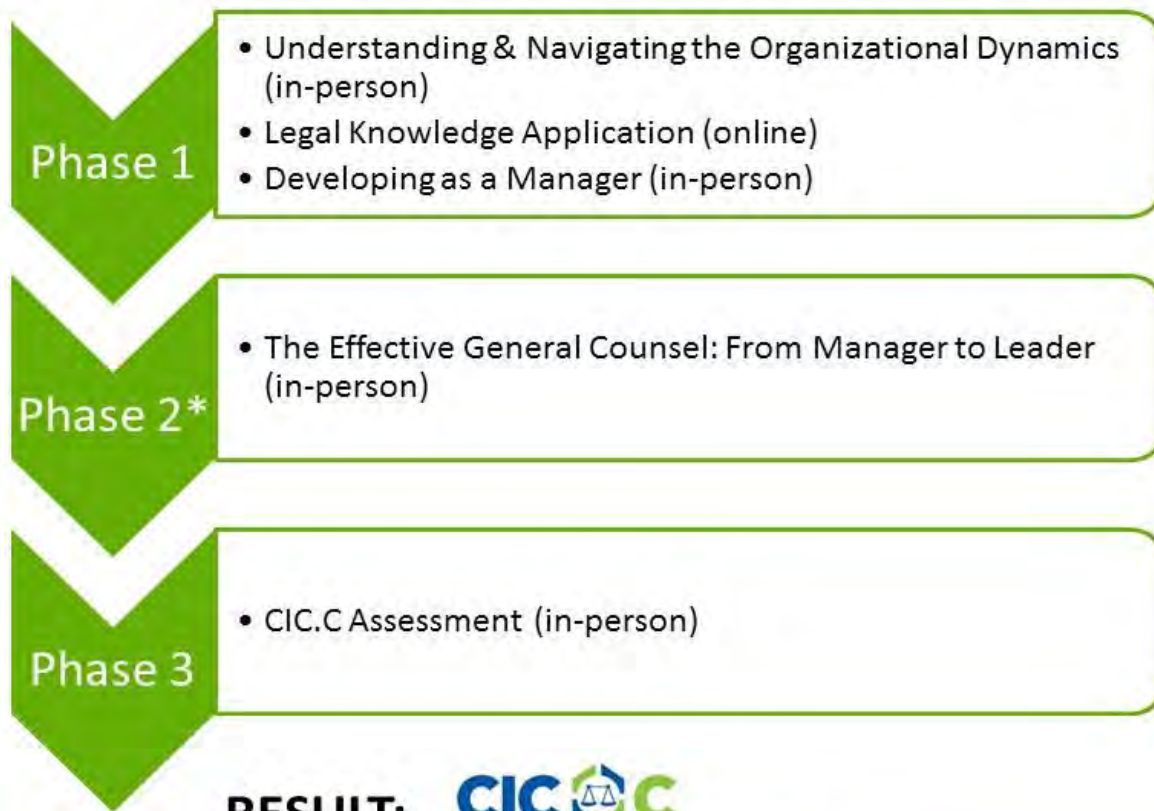 Phase 1
• Understanding & Navigating the Organizational Dynamics
(in-person)
• Legal Knowledge Application (online)
• Developing as a Manager (in-person)
Phase 2*
• The Effective General Counsel: From Manager to Leader
(in-person)
Phase 3
• CIC.C Assessment (in-person)
RESULT: CIC C